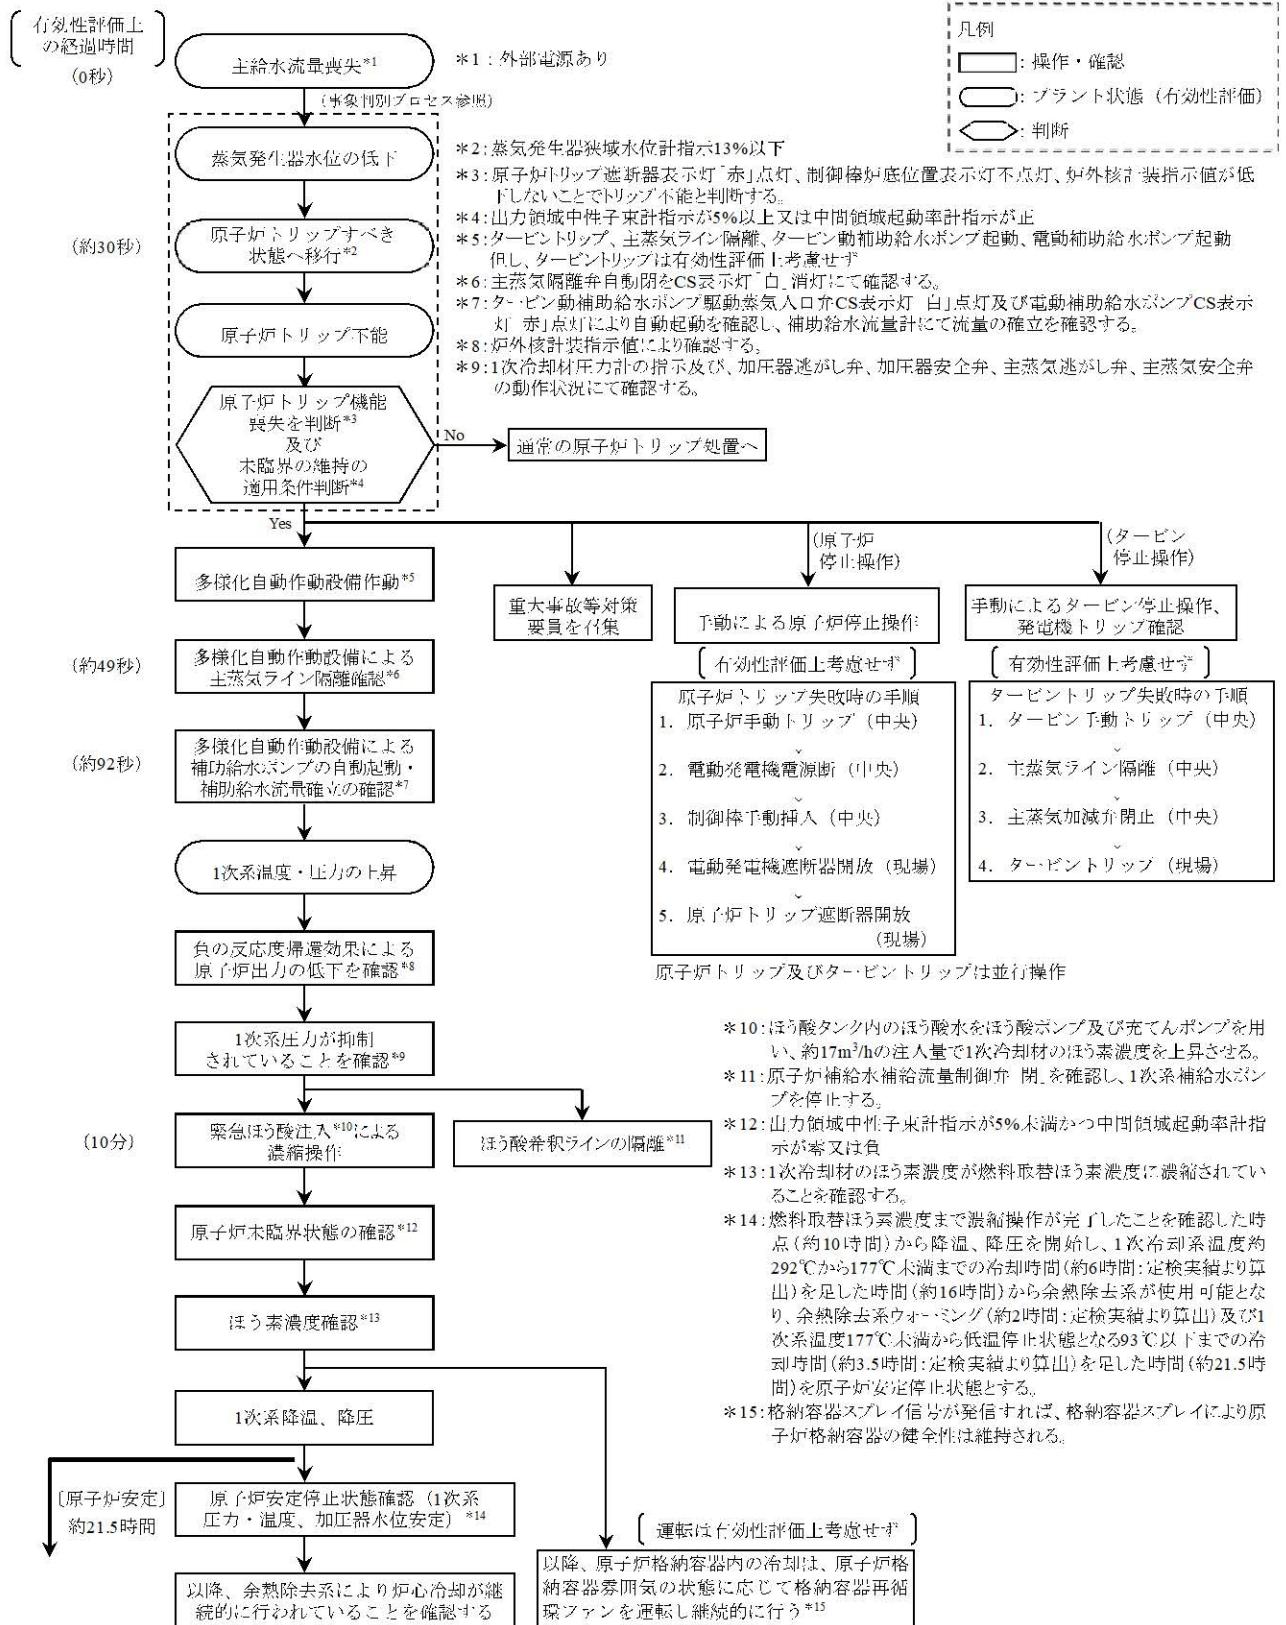 有効性評価上
の経過時間
(0秒)
主給水流量喪失*1
*1：外部電源あり
(事象判別プロセス参照)
凡例
：操作・確認
：プラント状態（有効性評価）
：判断
蒸気発生器水位の低下
(約30秒)
原子炉トリップすべき
状態へ移行*2
原子炉トリップ不能
原子炉トリップ機能
喪失を判断*3
及び
未臨界の維持の
適用条件判断*4
No
通常の原子炉トリップ処置へ
Yes
*2：蒸気発生器狭域水位計指示13%以下
*3：原子炉トリップ遮断器表示灯「赤」点灯、制御棒炉底位置表示灯不点灯、炉外核計装指示値が低
下しないことでトリップ不能と判断する。
*4：出力領域中性子束計指示が5%以上又は中間領域起動率計指示が正
*5：タービントリップ、主蒸気ライン隔離、タービン動補助給水ポンプ起動、電動補助給水ポンプ起動
但し、タービントリップは有効性評価上考慮せず
*6：主蒸気隔離弁自動閉をCS表示灯「白」消灯にて確認する。
*7：タービン動補助給水ポンプ駆動蒸気入口弁CS表示灯「白」点灯及び電動補助給水ポンプCS表示
灯「赤」点灯により自動起動を確認し、補助給水流量計にて流量の確立を確認する。
*8：炉外核計装指示値により確認する。
*9：1次冷却材圧力計の指示及び、加圧器逃がし弁、加圧器安全弁、主蒸気逃がし弁、主蒸気安全弁
の動作状況にて確認する。
多様化自動作動設備作動*5
(約49秒)
多様化自動作動設備による
主蒸気ライン隔離確認*6
(約92秒)
多様化自動作動設備による
補助給水ポンプの自動起動・
補助給水流量確立の確認*7
1次系温度・圧力の上昇
負の反応度帰還効果による
原子炉出力の低下を確認*8
1次系圧力が抑制
されていることを確認*9
(10分)
緊急ほう酸注入*10による
濃縮操作
ほう酸希釈ラインの隔離*11
原子炉未臨界状態の確認*12
ほう素濃度確認*13
1次系降温、降圧
〔原子炉安定〕
約21.5時間
原子炉安定停止状態確認（1次系
圧力・温度、加圧器水位安定）*14
以降、余熱除去系により炉心冷却が継
続的に行われていることを確認する
重大事故等対策
要員を召集
(原子炉
停止操作)
手動による原子炉停止操作
有効性評価上考慮せず
原子炉トリップ失敗時の手順
1．原子炉手動トリップ（中央）
2．電動発電機電源断（中央）
3．制御棒手動挿入（中央）
4．電動発電機遮断器開放（現場）
5．原子炉トリップ遮断器開放
（現場）
(タービン
停止操作)
手動によるタービン停止操作、
発電機トリップ確認
有効性評価上考慮せず
タービントリップ失敗時の手順
1．タービン手動トリップ（中央）
2．主蒸気ライン隔離（中央）
3．主蒸気加減弁閉止（中央）
4．タービントリップ（現場）
原子炉トリップ及びタービントリップは並行操作
*10：ほう酸タンク内のほう酸水をほう酸ポンプ及び充てんポンプを用
い、約17m³/hの注入量で1次冷却材のほう素濃度を上昇させる。
*11：原子炉補給水補給流量制御弁「閉」を確認し、1次系補給水ポン
プを停止する。
*12：出力領域中性子束計指示が5%未満かつ中間領域起動率計指
示が零又は負
*13：1次冷却材のほう素濃度が燃料取替ほう素濃度に濃縮されてい
ることを確認する。
*14：燃料取替ほう素濃度まで濃縮操作が完了したことを確認した時
点（約10時間）から降温、降圧を開始し、1次冷却系温度約
292℃から177℃未満までの冷却時間（約6時間：定検実績より算
出）を足した時間（約16時間）から余熱除去系が使用可能とな
り、余熱除去系ウォーミング（約2時間：定検実績より算出）及び1
次系温度177℃未満から低温停止状態となる93℃以下までの冷
却時間（約3.5時間：定検実績より算出）を足した時間（約21.5時
間）を原子炉安定停止状態とする。
*15：格納容器スプレイ信号が発信すれば、格納容器スプレイにより原
子炉格納容器の健全性は維持される。
運転は有効性評価上考慮せず
以降、原子炉格納容器内の冷却は、原子炉格
納容器雰囲気の状態に応じて格納容器再循
環ファンを運転し継続的に行う*15